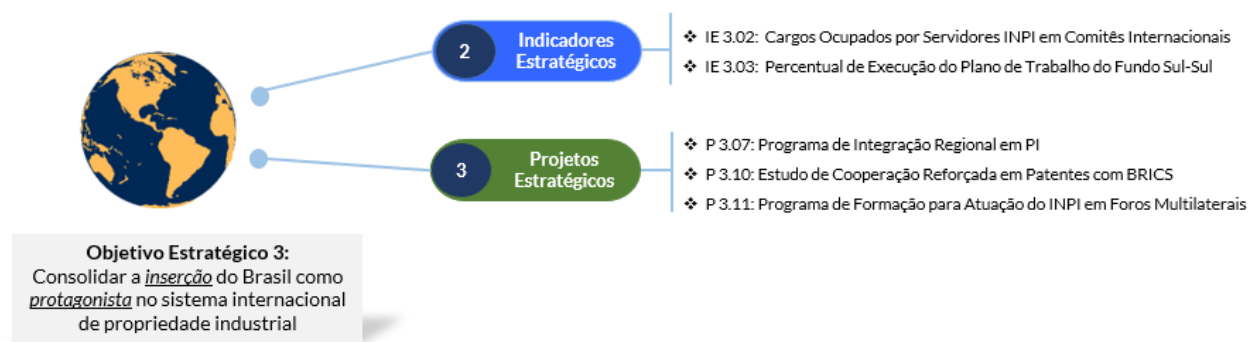 2
Indicadores
Estratégicos
❖ IE 3.02: Cargos Ocupados por Servidores INPI em Comitês Internacionais
❖ IE 3.03: Percentual de Execução do Plano de Trabalho do Fundo Sul-Sul
3
Projetos
Estratégicos
❖ P 3.07: Programa de Integração Regional em PI
❖ P 3.10: Estudo de Cooperação Reforçada em Patentes com BRICS
❖ P 3.11: Programa de Formação para Atuação do INPI em Foros Multilaterais
Objetivo Estratégico 3:
Consolidar a inserção do Brasil como
protagonista no sistema internacional
de propriedade industrial